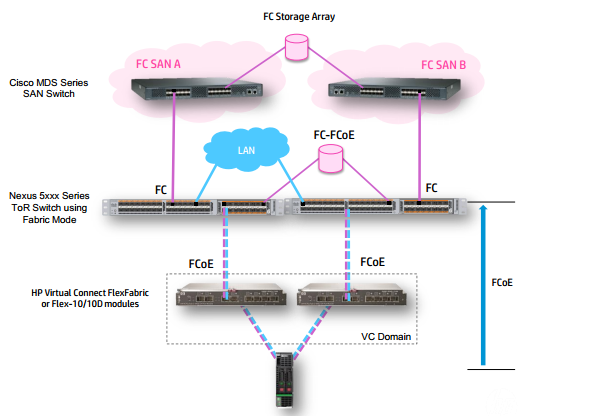 FC Storage Array
FC SAN A
FC SAN B
Cisco MDS Series
SAN Switch
LAN
FC-FCoE
FC
FC
Nexus 5xxx Series
ToR Switch using
Fabric Mode
FCoE
FCoE
FCoE
HP Virtual Connect FlexFabric
or Flex-10/10D modules
VC Domain